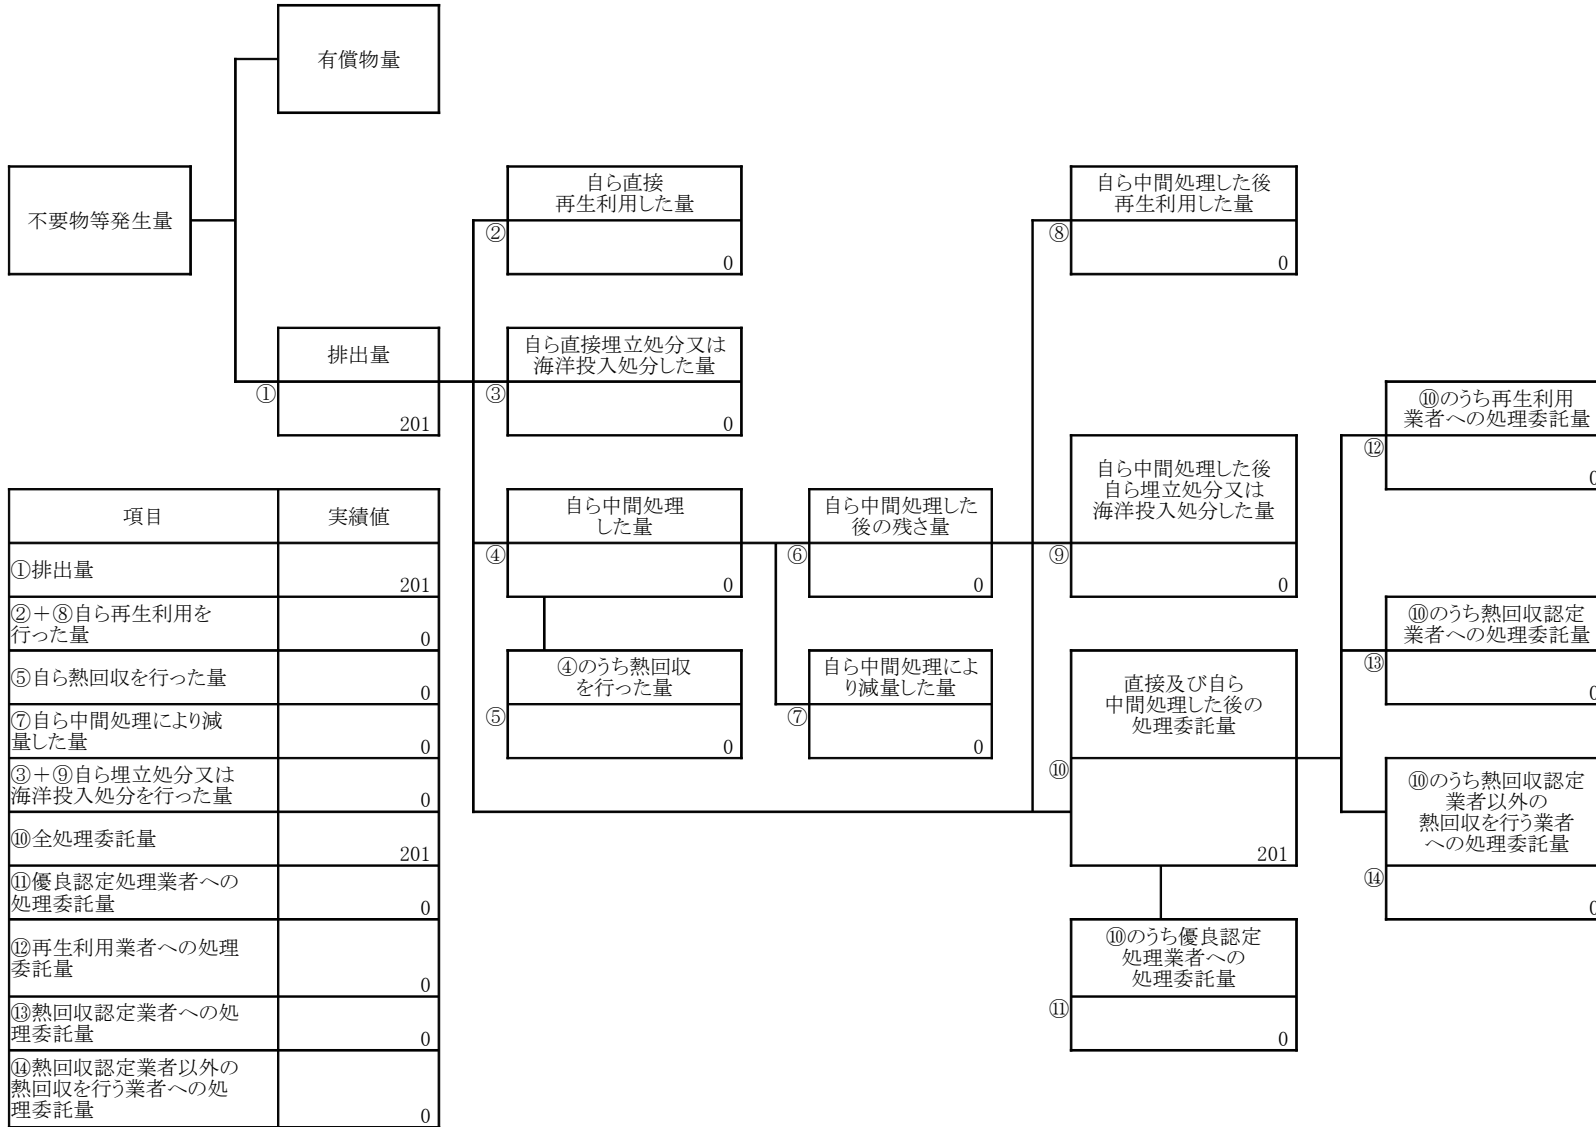 有償物量
不要物等発生量
自ら直接
再生利用した量
②
0
自ら中間処理した後
再生利用した量
⑧
0
排出量
①
201
自ら直接埋立処分又は
海洋投入処分した量
③
0
⑩のうち再生利用
業者への処理委託量
⑫
0
自ら中間処理
した量
④
0
自ら中間処理した
後の残さ量
⑥
0
自ら中間処理した後
自ら埋立処分又は
海洋投入処分した量
⑨
0
⑩のうち熱回収認定
業者への処理委託量
⑬
0
④のうち熱回収
を行った量
⑤
0
自ら中間処理によ
り減量した量
⑦
0
直接及び自ら
中間処理した後の
処理委託量
⑩
201
⑩のうち熱回収認定
業者以外の
熱回収を行う業者
への処理委託量
⑭
0
⑩のうち優良認定
処理業者への
処理委託量
⑪
0
項目 実績値
①排出量
201
②+⑧自ら再生利用を
行った量 0
⑤自ら熱回収を行った量
0
⑦自ら中間処理により減
量した量 0
③+⑨自ら埋立処分又は
海洋投入処分を行った量 0
⑩全処理委託量
201
⑪優良認定処理業者への
処理委託量 0
⑫再生利用業者への処理
委託量
0
⑬熱回収認定業者への処
理委託量 0
⑭熱回収認定業者以外の
熱回収を行う業者への処
理委託量 0